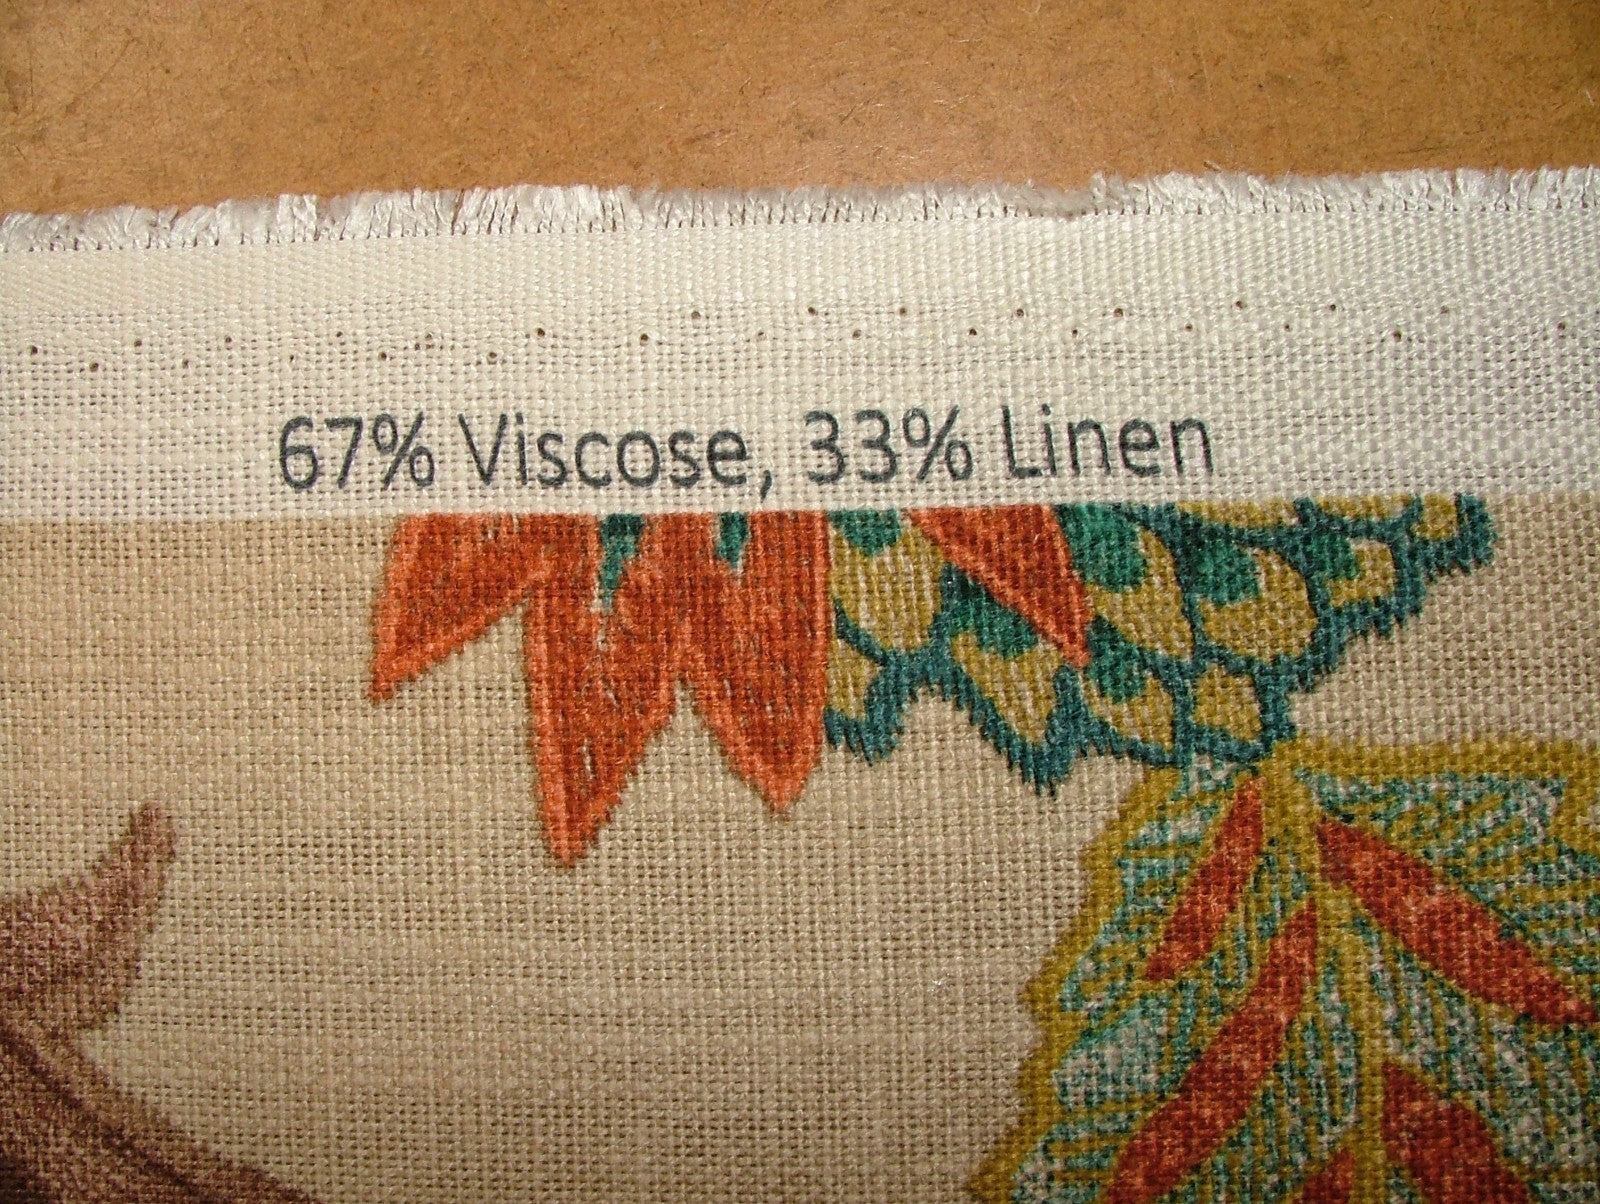 67% Viscose, 33% Linen